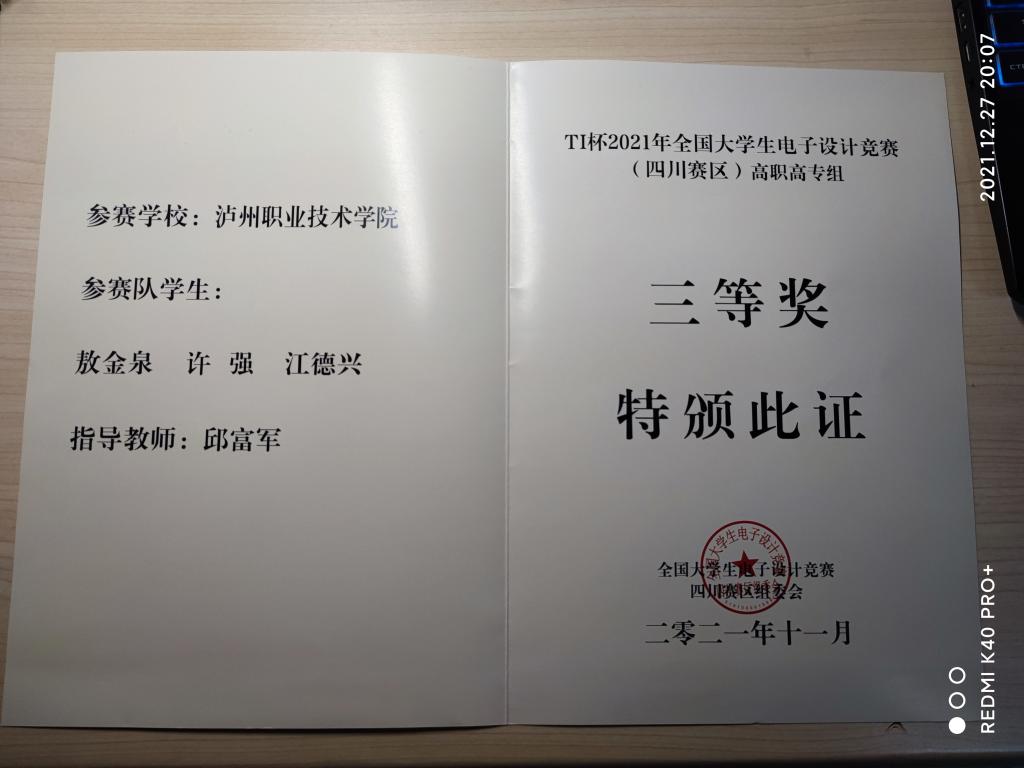 参赛学校：泸州职业技术学院
参赛队学生：
敖金泉 许 强 江德兴
指导教师：邱富军
TI杯2021年全国大学生电子设计竞赛
（四川赛区）高职高专组
三等奖
特颁此证
全国大学生电子设计竞赛
四川赛区组委会
二零二一年十一月
2021.12.27 20:07
REDMI K40 PRO+